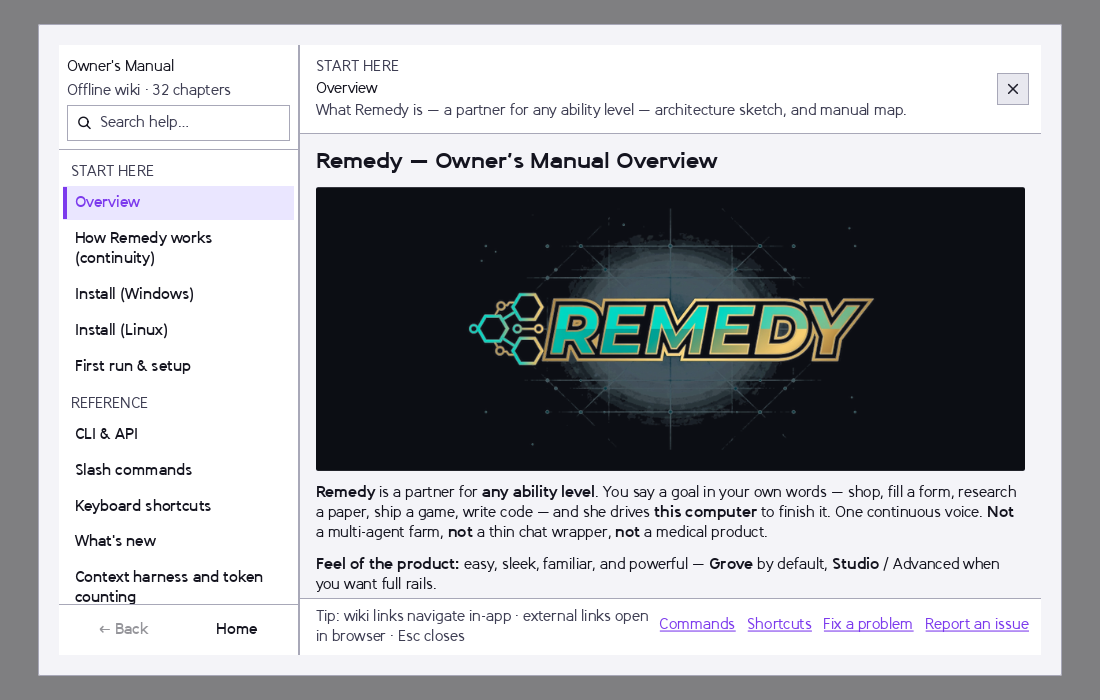 Owner's Manual
Offline wiki · 32 chapters
Search help...
START HERE
Overview
How Remedy works
(continuity)
Install (Windows)
Install (Linux)
First run & setup
REFERENCE
CLI & API
Slash commands
Keyboard shortcuts
What's new
Context harness and token
counting
← Back
Home
START HERE
Overview
What Remedy is — a partner for any ability level — architecture sketch, and manual map.
Remedy — Owner's Manual Overview
REMEDY
Remedy is a partner for any ability level. You say a goal in your own words — shop, fill a form, research
a paper, ship a game, write code — and she drives this computer to finish it. One continuous voice. Not
a multi-agent farm, not a thin chat wrapper, not a medical product.
Feel of the product: easy, sleek, familiar, and powerful — Grove by default, Studio / Advanced when
you want full rails.
Tip: wiki links navigate in-app · external links open
in browser · Esc closes
Commands
Shortcuts
Fix a problem
Report an issue